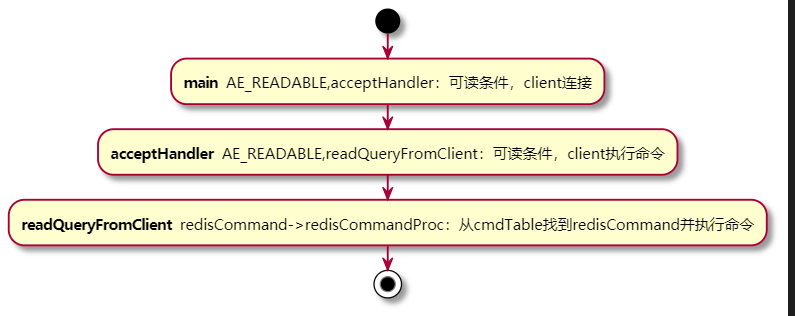 main AE_READABLE,acceptHandler：可读条件，client连接
acceptHandler AE_READABLE,readQueryFromClient：可读条件，client执行命令
readQueryFromClient redisCommand->redisCommandProc：从cmdTable找到redisCommand并执行命令